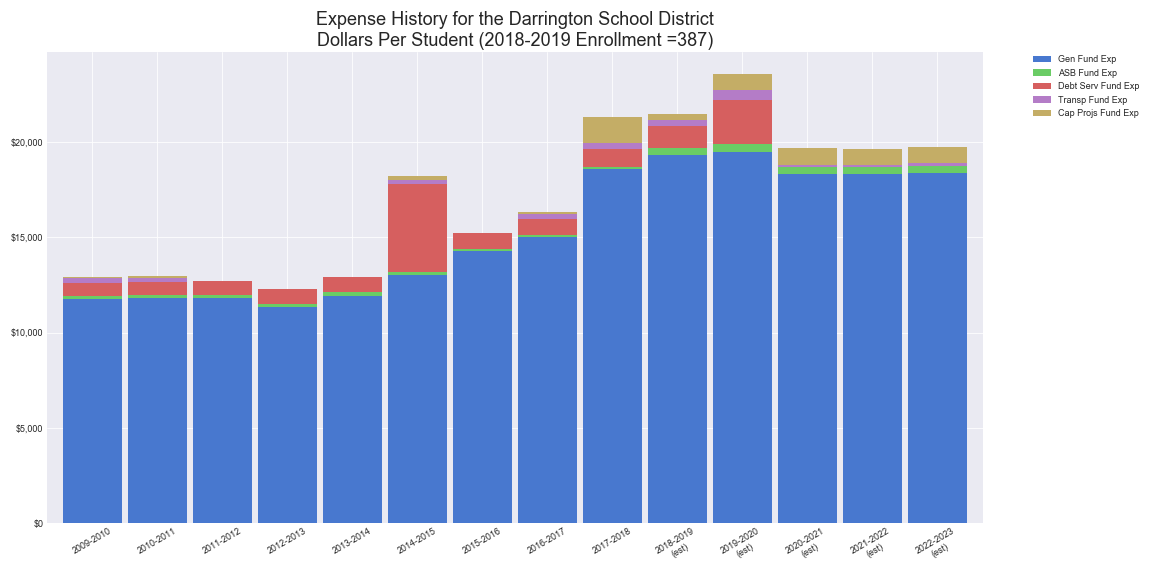 Expense History for the Darrington School District
Dollars Per Student (2018-2019 Enrollment =387)
Gen Fund Exp
ASB Fund Exp
Debt Serv Fund Exp
Transp Fund Exp
Cap Projs Fund Exp
$20,000
$15,000
$10,000
$5,000
$0
2009-2010
2010-2011
2011-2012
2012-2013
2013-2014
2014-2015
2015-2016
2016-2017
2017-2018
2018-2019
(est)
2019-2020
(est)
2020-2021
(est)
2021-2022
(est)
2022-2023
(est)